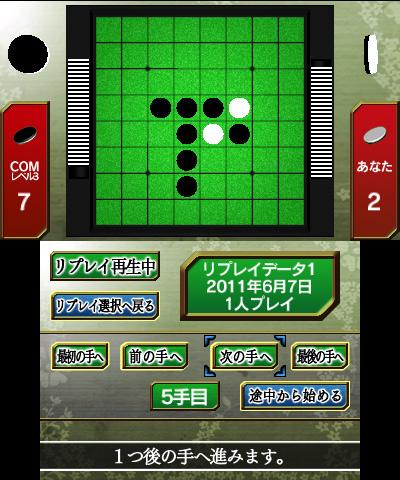 COM
レベル3
7
あなた
2
リプレイ再生中
リプレイ選択へ戻る
リプレイデータ1
2011年6月7日
1人プレイ
最初の手へ
前の手へ
次の手へ
最後の手へ
5手目
途中から始める
1つ後の手へ進みます。